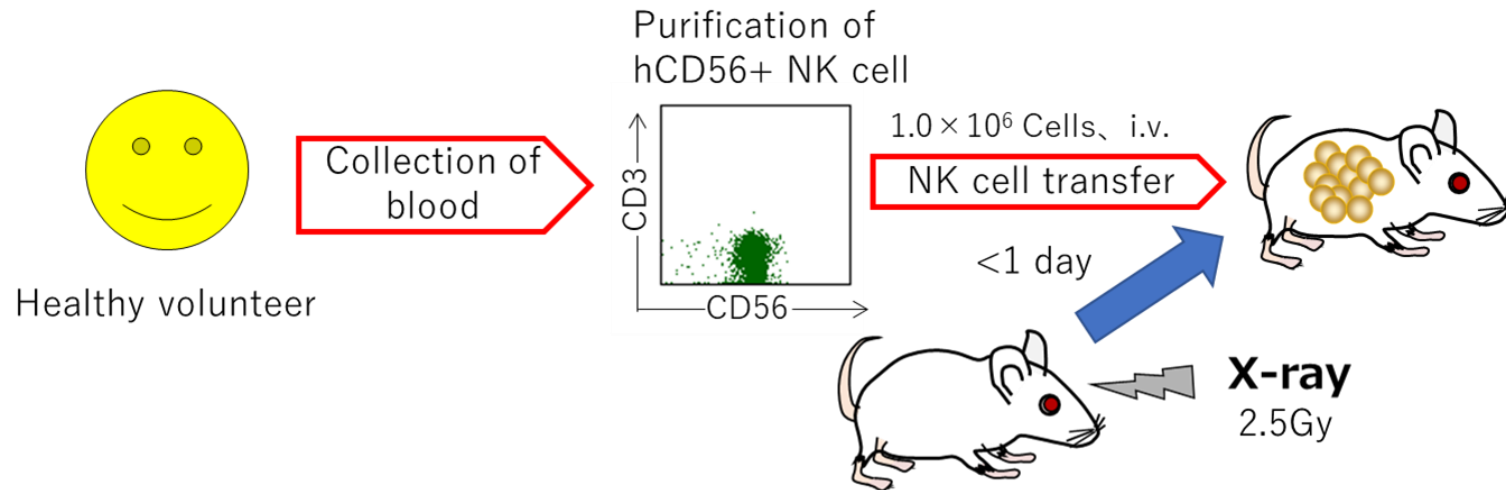 Purification of
hCD56+ NK cell
Healthy volunteer
Collection of
blood
CD3
CD56
1.0×10⁶ Cells、i.v.
NK cell transfer
<1 day
X-ray
2.5Gy